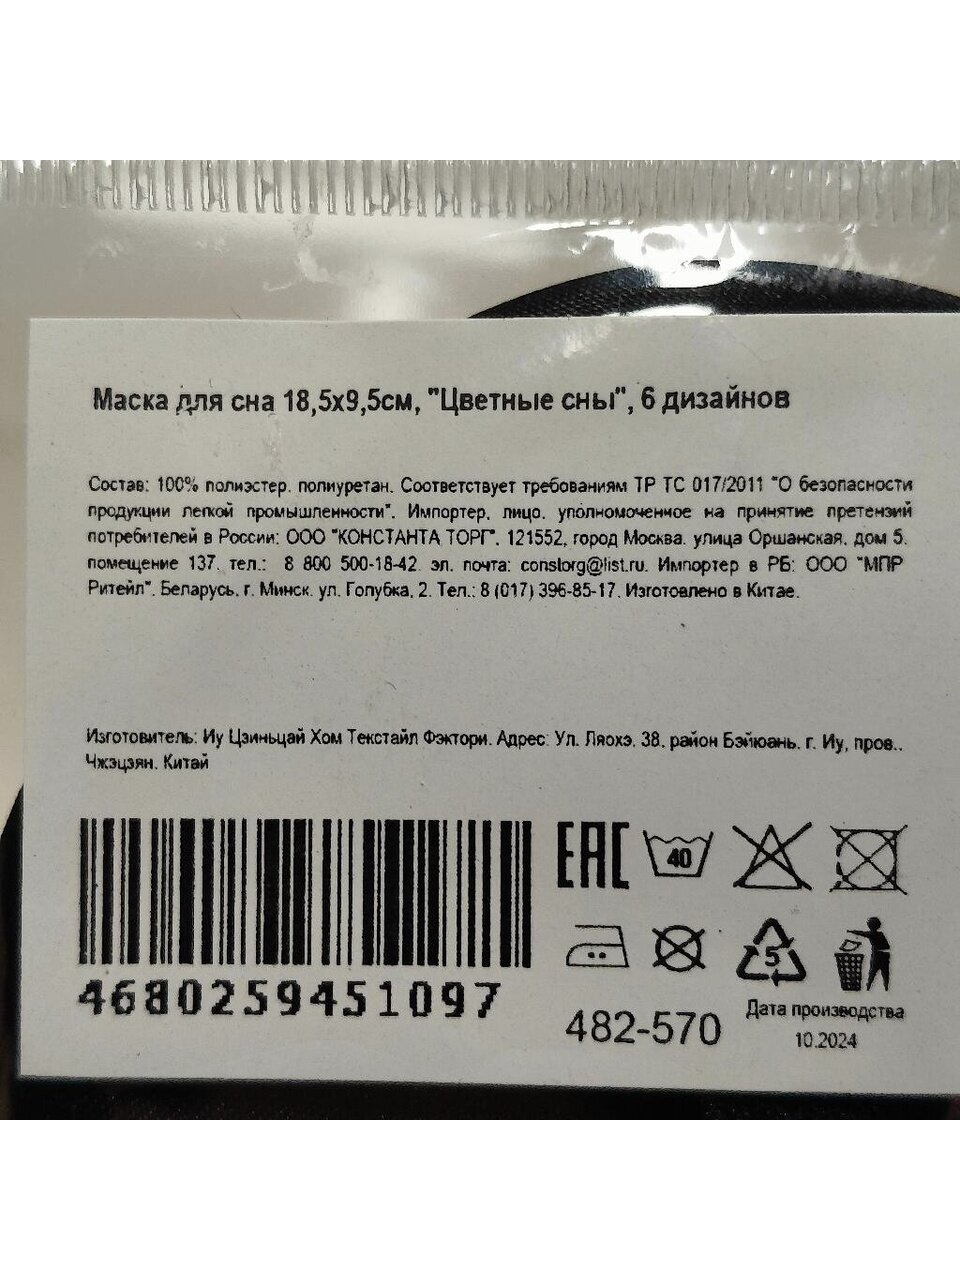 Маска для сна 18,5х9,5см, "Цветные сны", 6 дизайнов
Состав: 100% полиэстер. полиуретан. Соответствует требованиям ТР ТС 017/2011 "О безопасности
продукции легкой промышленности". Импортер, лицо, уполномоченное на принятие претензий
потребителей в России: ООО "КОНСТАНТА ТОРГ". 121552, город Москва. улица Оршанская, дом 5,
помещение 137. тел.: 8 800 500-18-42. эл. почта: constorg@list.ru. Импортер в РБ: ООО "МПР
Ритейл". Беларусь, г. Минск. ул. Голубка, 2. Тел.: 8 (017) 396-85-17. Изготовлено в Китае.
Изготовитель: Иу Цзиньцай Хом Текстайл Фэктори. Адрес: Ул. Ляохэ, 38, район Бэйюань. г. Иу, пров..
Чжэцзян. Китай
EAC 40
5
4680259451097
482-570
Дата производства
10.2024